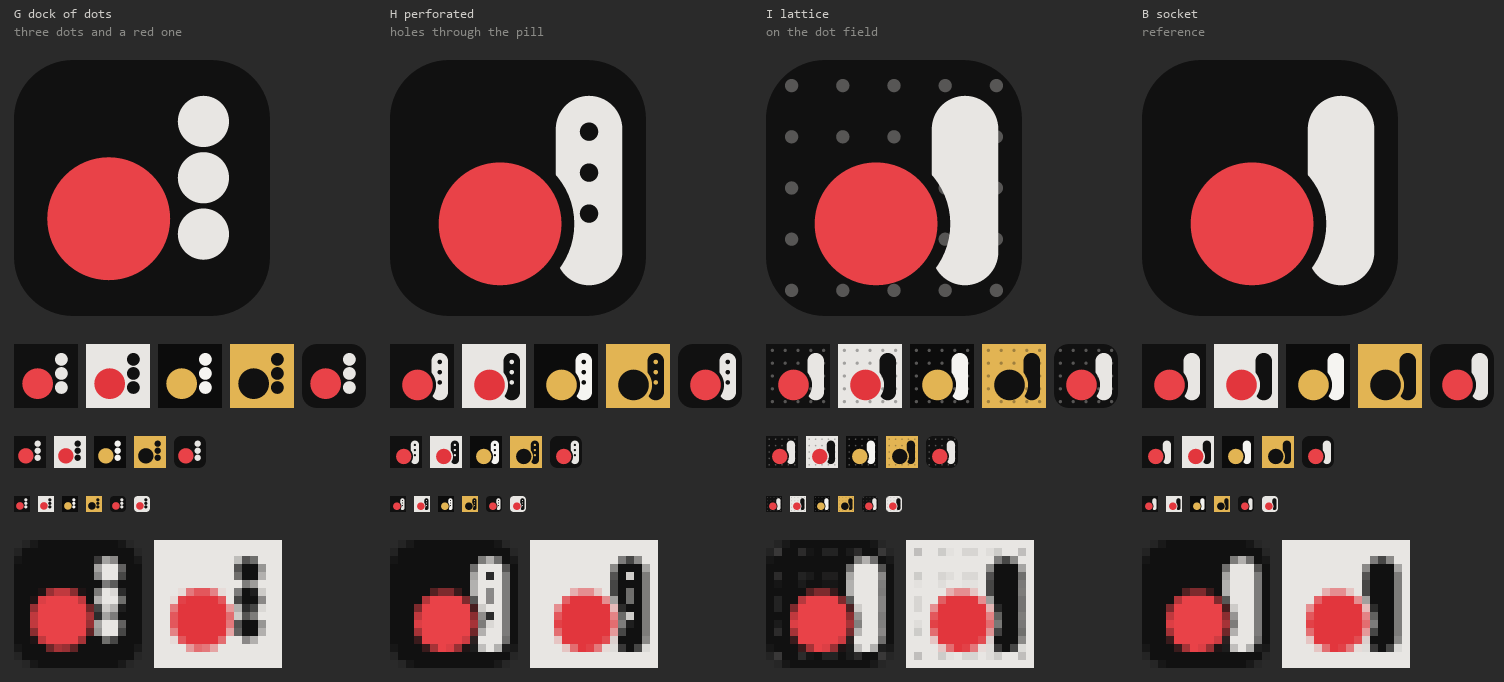 G dock of dots
three dots and a red one
H perforated
holes through the pill
I lattice
on the dot field
B socket
reference